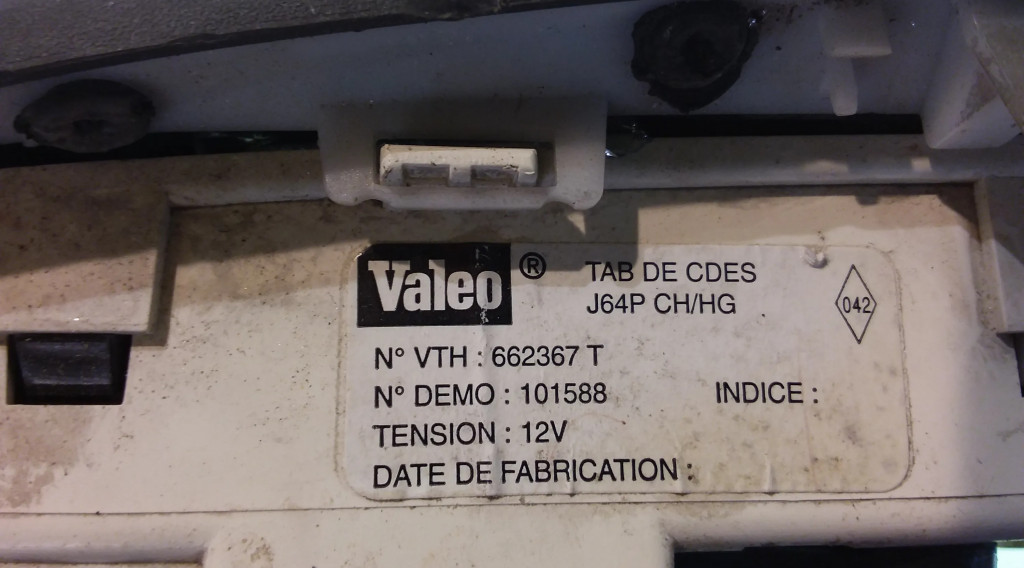 Valeo ® TAB DE CDES
J64P CH/HG
042
N° VTH : 662367 T
N° DEMO : 101588 INDICE :
TENSION : 12V
DATE DE FABRICATION :